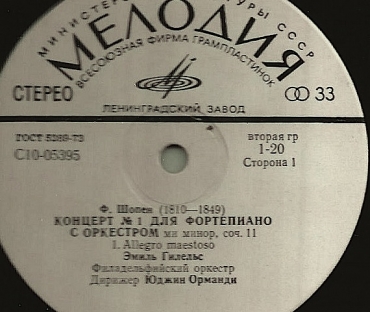 МИНИСТЕРСТВО КУЛЬТУРЫ СССР
МЕЛОДИЯ
ВСЕСОЮЗНАЯ ФИРМА ГРАМПЛАСТИНОК
СТЕРЕО
33
ЛЕНИНГРАДСКИЙ ЗАВОД
ГОСТ 5289-73
С10-05395
вторая гр
1-20
Сторона 1
Ф. Шопен (1810—1849)
КОНЦЕРТ № 1 ДЛЯ ФОРТЕПИАНО
С ОРКЕСТРОМ ми минор, соч. 11
1. Allegro maestoso
Эмиль Гилельс
Филадельфийский оркестр
Дирижер Юджин Орманди